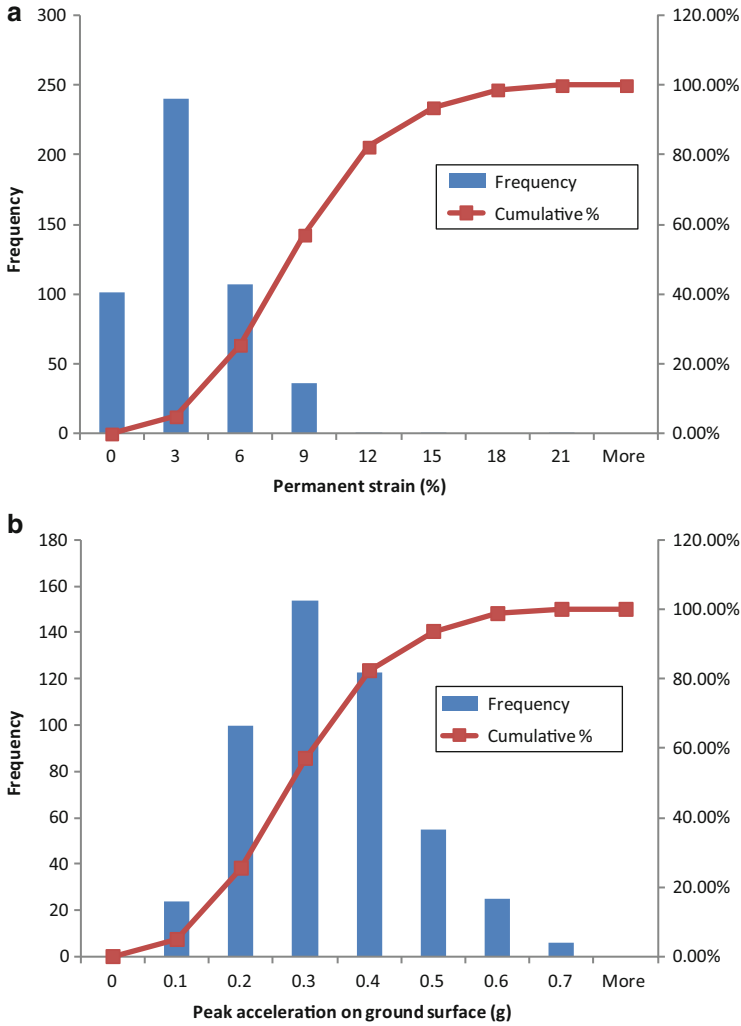 a
300 120.00%
250 100.00%
200 80.00%
Frequency
Cumulative %
150 60.00%
100 40.00%
50 20.00%
0 0.00%
Frequency
0 3 6 9 12 15 18 21 More
Permanent strain (%)
b
180 120.00%
160
100.00%
140
120 80.00%
Frequency
Cumulative %
100
60.00%
80
60 40.00%
40
20.00%
20
0 0.00%
Frequency
0 0.1 0.2 0.3 0.4 0.5 0.6 0.7 More
Peak acceleration on ground surface (g)